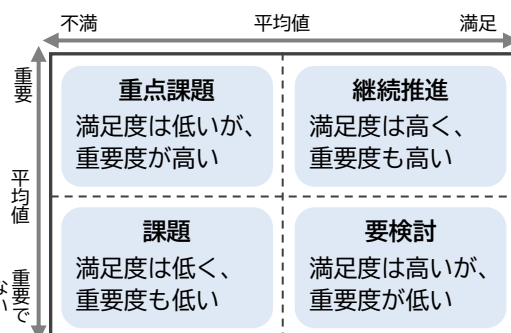 不満 平均値 満足
重要
重点課題
満足度は低いが、
重要度が高い
継続推進
満足度は高く、
重要度も高い
平均値
課題
満足度は低く、
重要度も低い
要検討
満足度は高いが、
重要度が低い
重要で
ない